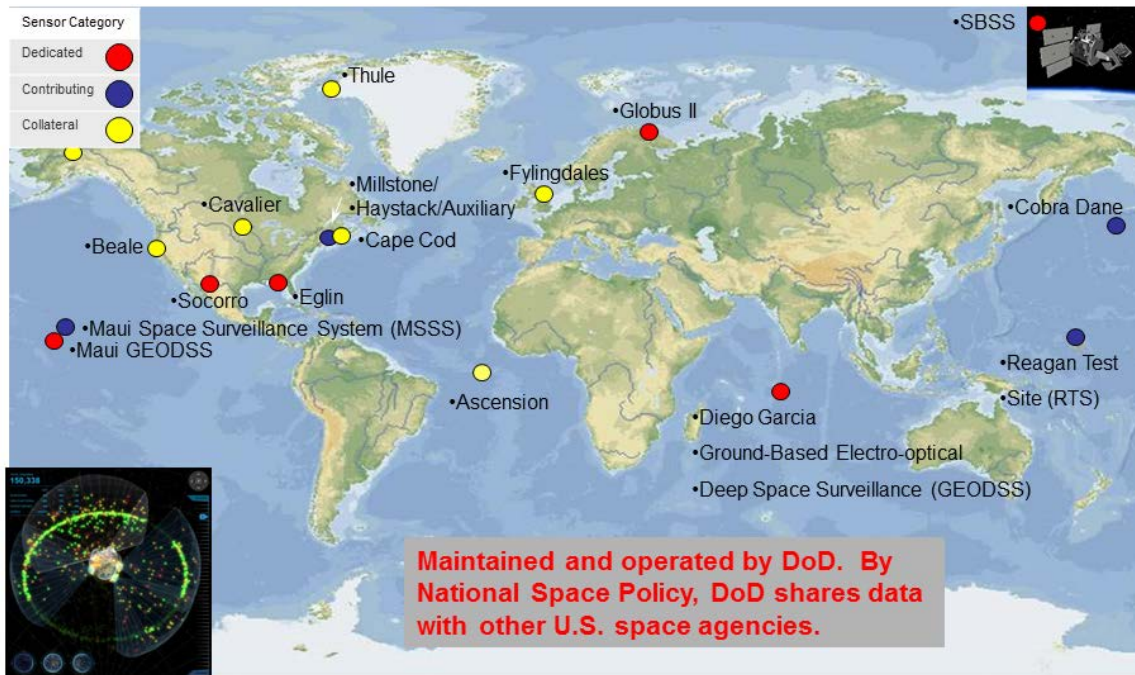 Sensor Category
Dedicated
Contributing
Collateral
•SBSS
•Thule
•Globus II
•Millstone/
•Haystack/Auxiliary
•Fylingdales
•Cavalier
•Cobra Dane
•Beale
•Cape Cod
•Socorro
•Eglin
•Maui Space Surveillance System (MSSS)
•Maui GEODSS
•Reagan Test
•Site (RTS)
•Ascension
•Diego Garcia
•Ground-Based Electro-optical
•Deep Space Surveillance (GEODSS)
150,338
Maintained and operated by DoD. By
National Space Policy, DoD shares data
with other U.S. space agencies.